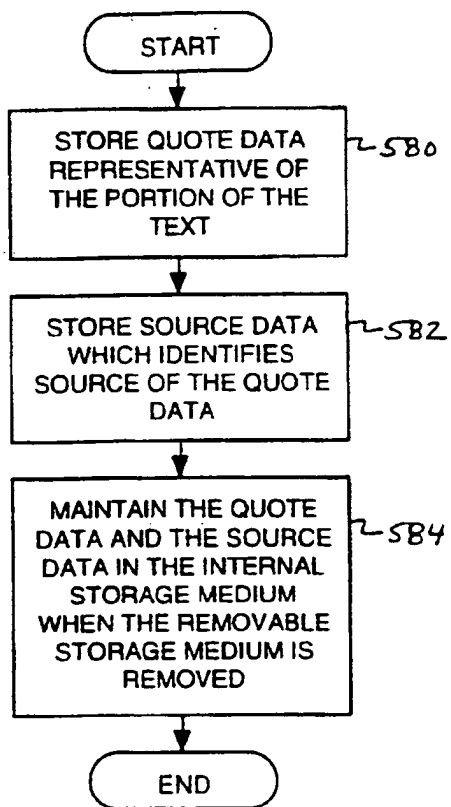 START
STORE QUOTE DATA
REPRESENTATIVE OF
THE PORTION OF THE
TEXT
580
STORE SOURCE DATA
WHICH IDENTIFIES
SOURCE OF THE QUOTE
DATA
582
MAINTAIN THE QUOTE
DATA AND THE SOURCE
DATA IN THE INTERNAL
STORAGE MEDIUM
WHEN THE REMOVABLE
STORAGE MEDIUM IS
REMOVED
584
END